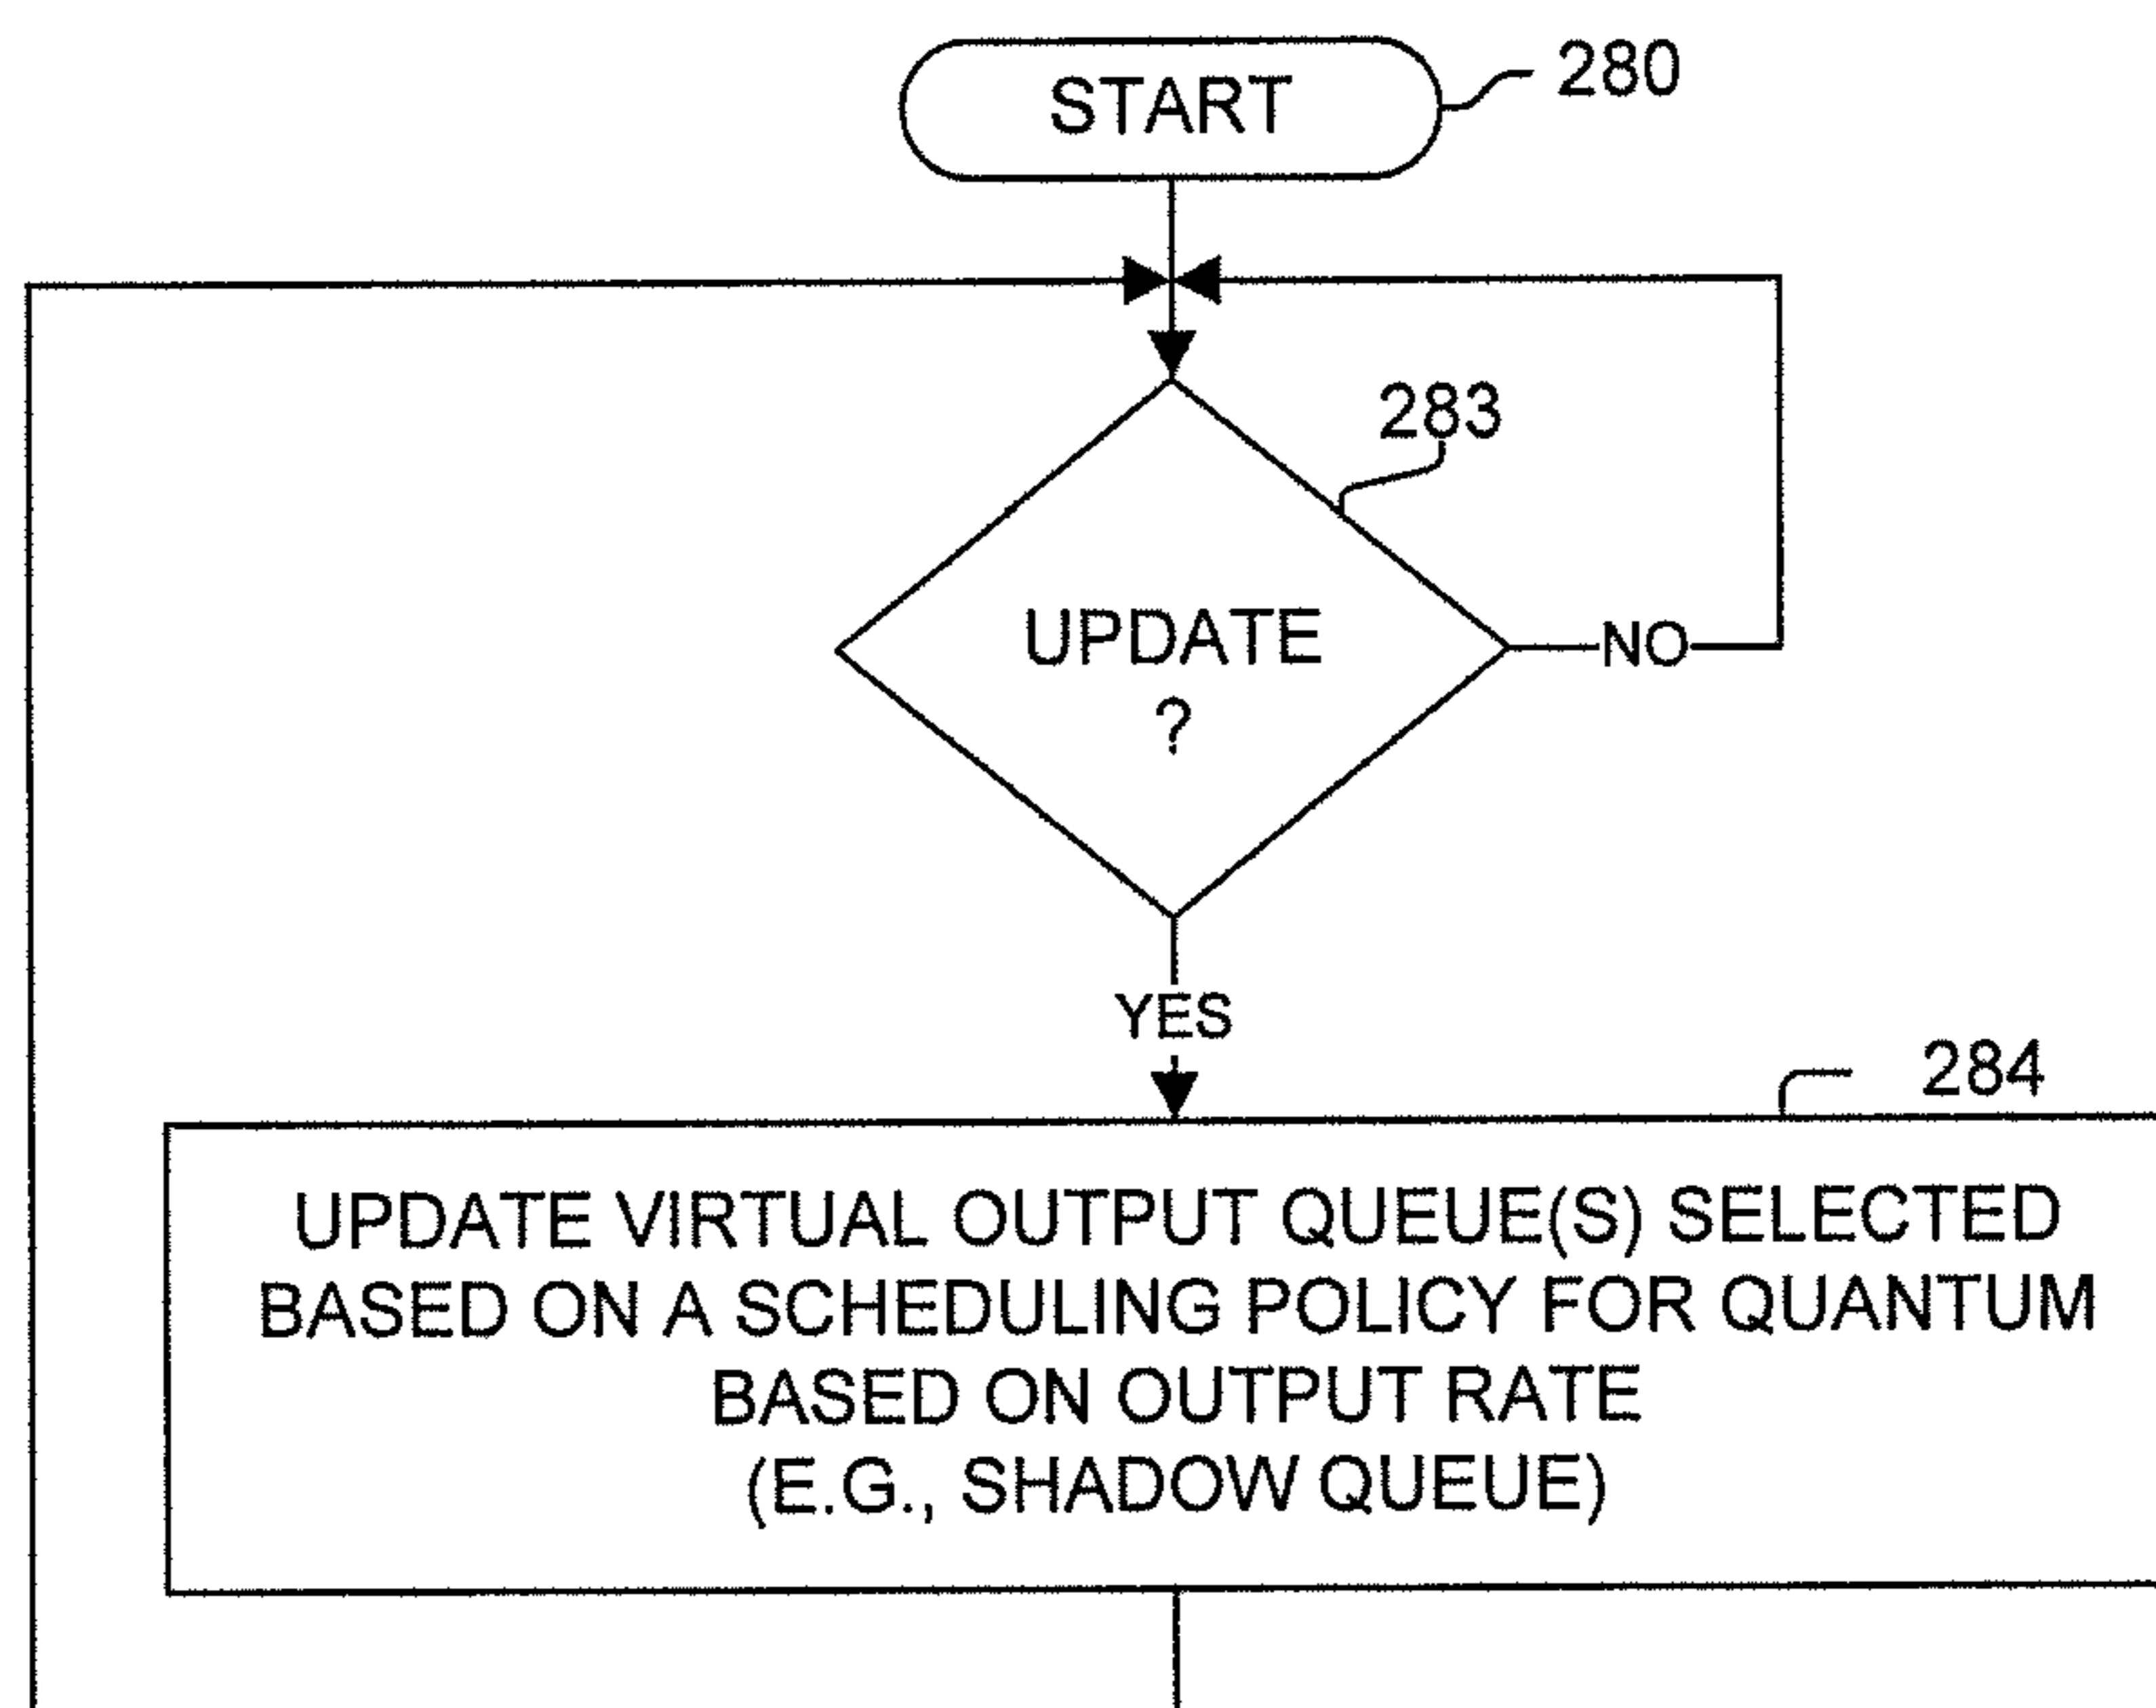 START
280
283
UPDATE
?
NO
YES
284
UPDATE VIRTUAL OUTPUT QUEUE(S) SELECTED
BASED ON A SCHEDULING POLICY FOR QUANTUM
BASED ON OUTPUT RATE
(E.G., SHADOW QUEUE)